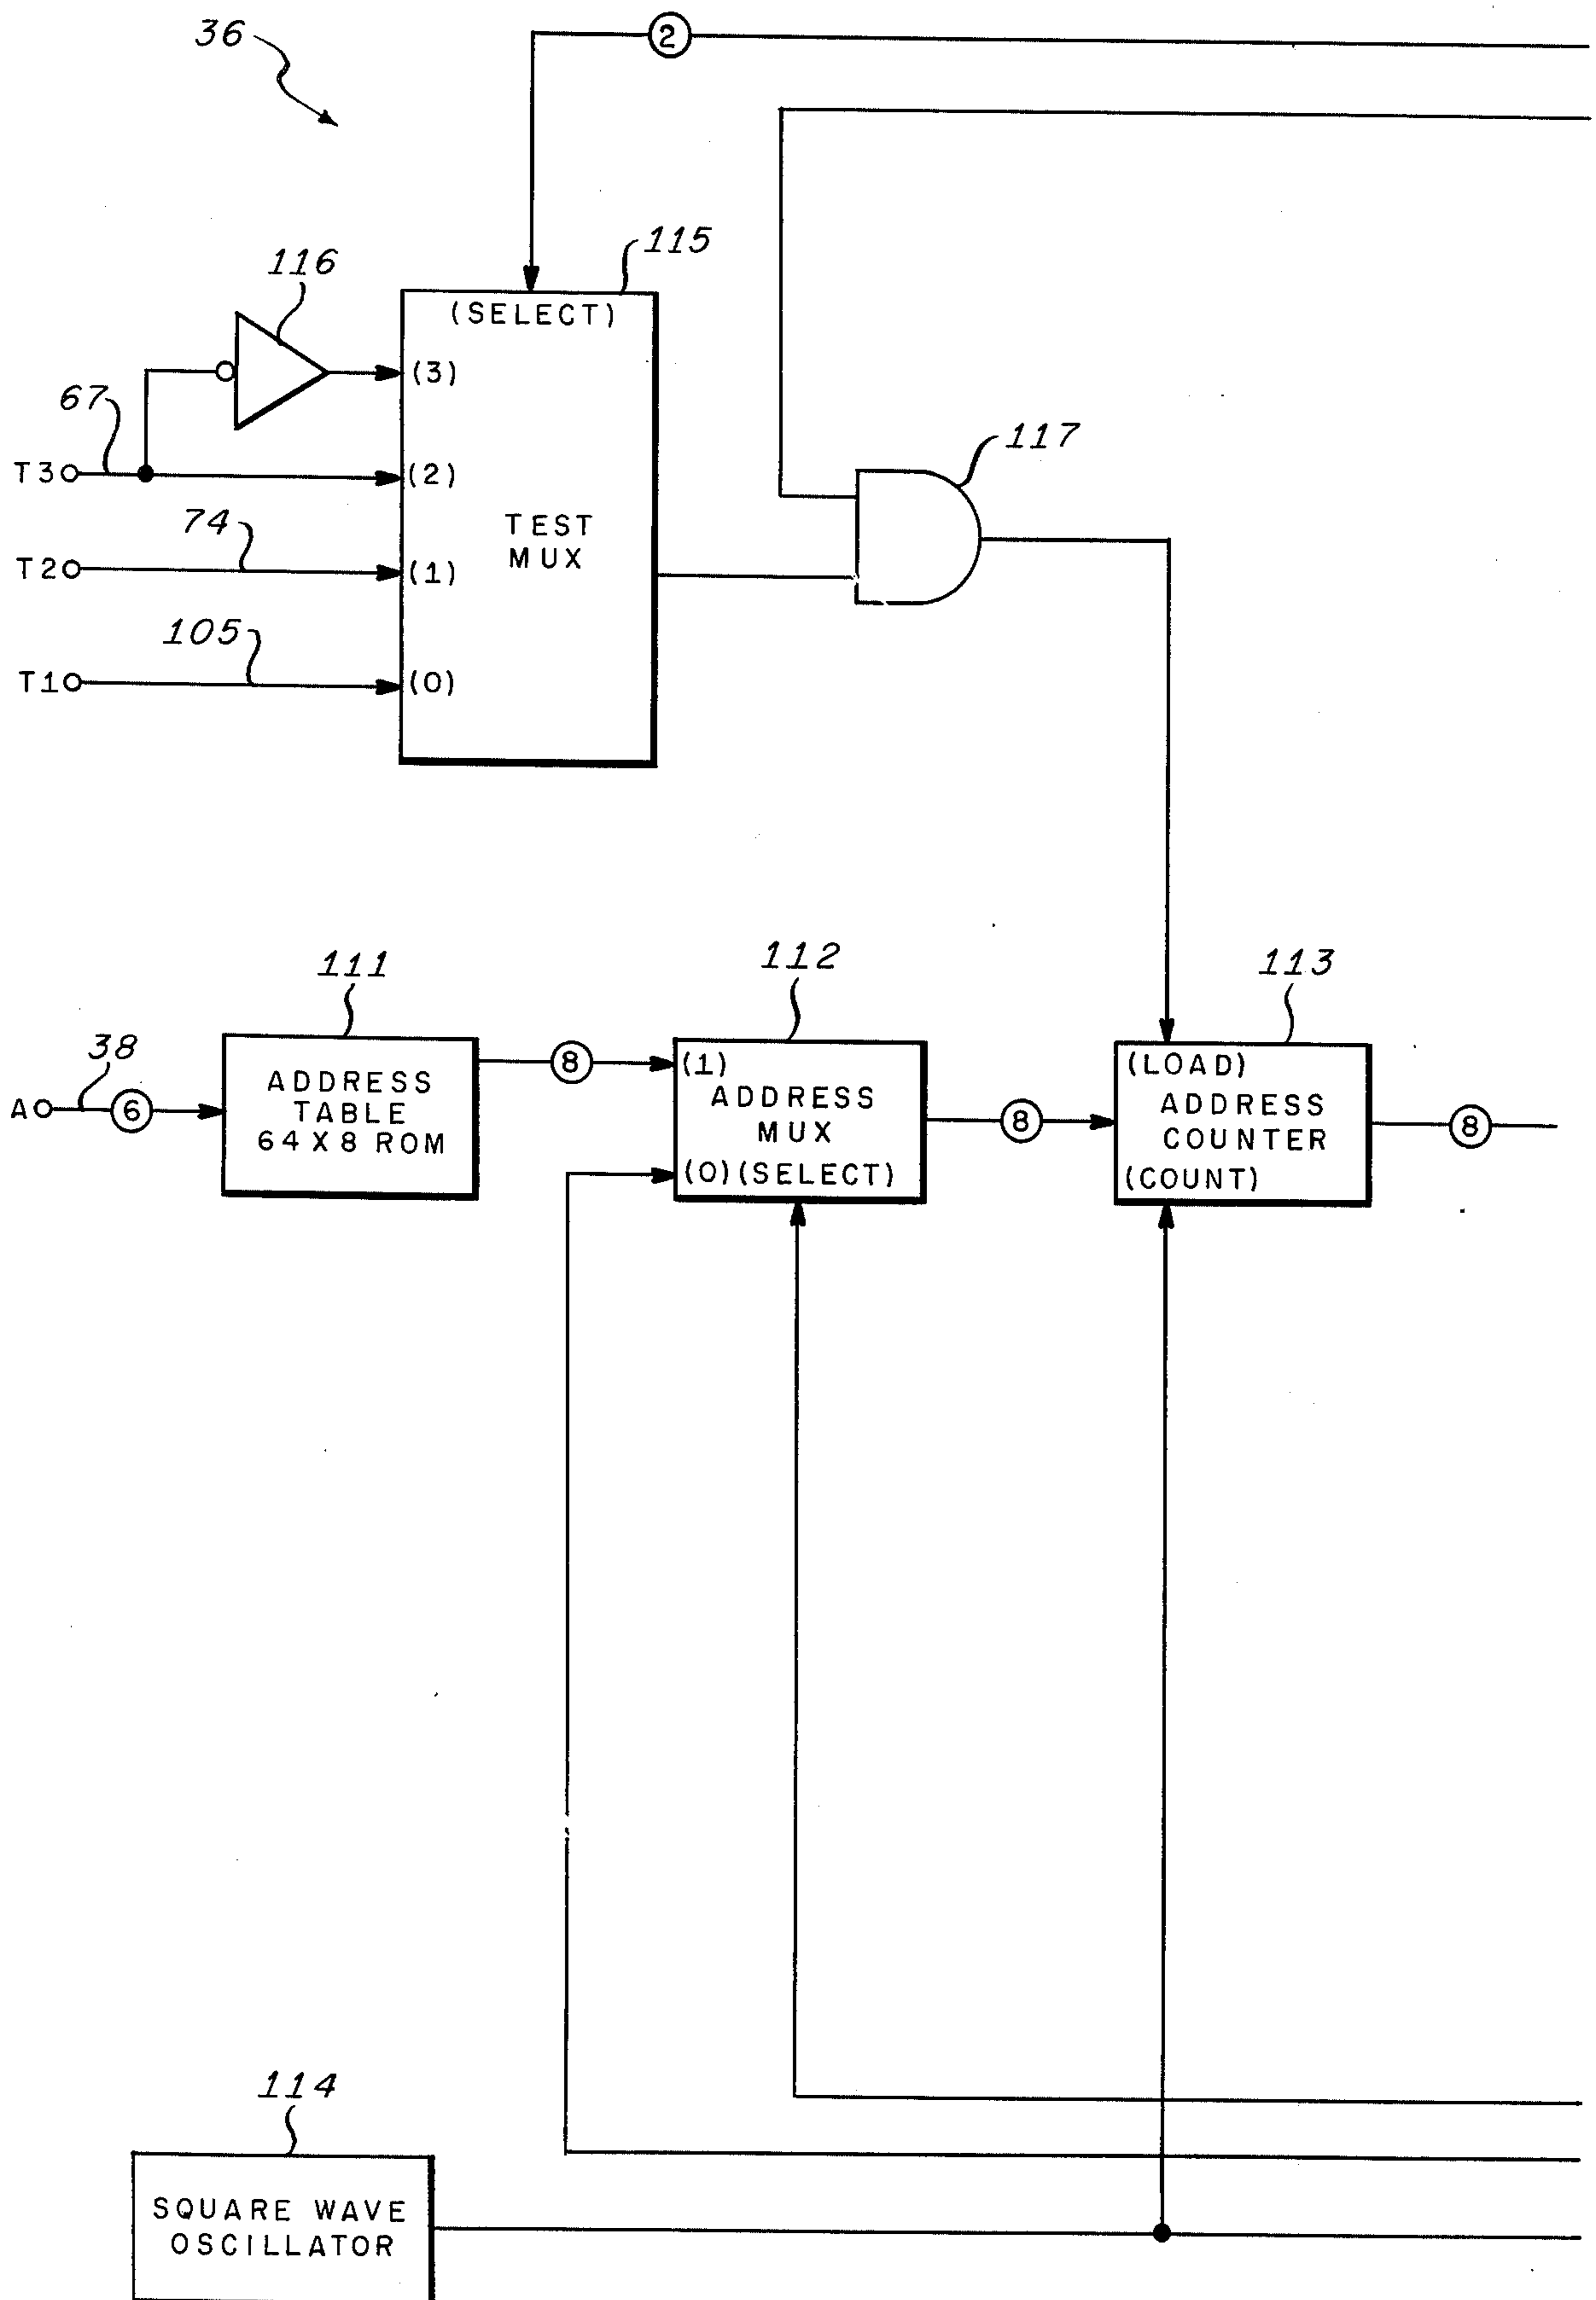 36
2
115
116
(SELECT)
(3)
67
117
T3
(2)
74
TEST
MUX
T2
(1)
105
T1
(0)
111
112
113
38
8
(1)
(LOAD)
A
6
ADDRESS
TABLE
64 X 8 ROM
ADDRESS
MUX
8
ADDRESS
COUNTER
8
(0) (SELECT)
(COUNT)
114
SQUARE WAVE
OSCILLATOR